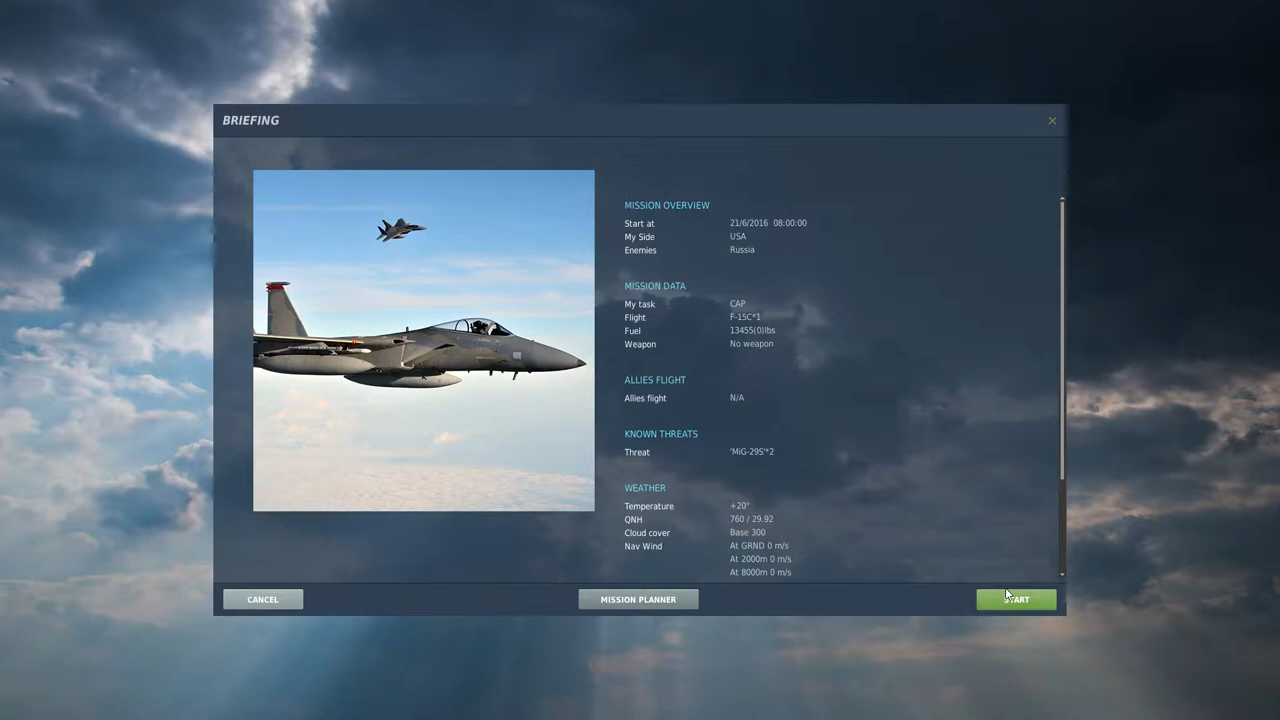 BRIEFING
MISSION OVERVIEW
Start at 21/6/2016 08:00:00
My Side USA
Enemies Russia
MISSION DATA
My task CAP
Flight F-15C*1
Fuel 13455(0)lbs
Weapon No weapon
ALLIES FLIGHT
Allies flight N/A
KNOWN THREATS
Threat 'MiG-29S'*2
WEATHER
Temperature +20°
QNH 760 / 29.92
Cloud cover Base 300
Nav Wind At GRND 0 m/s
At 2000m 0 m/s
At 8000m 0 m/s
CANCEL MISSION PLANNER START